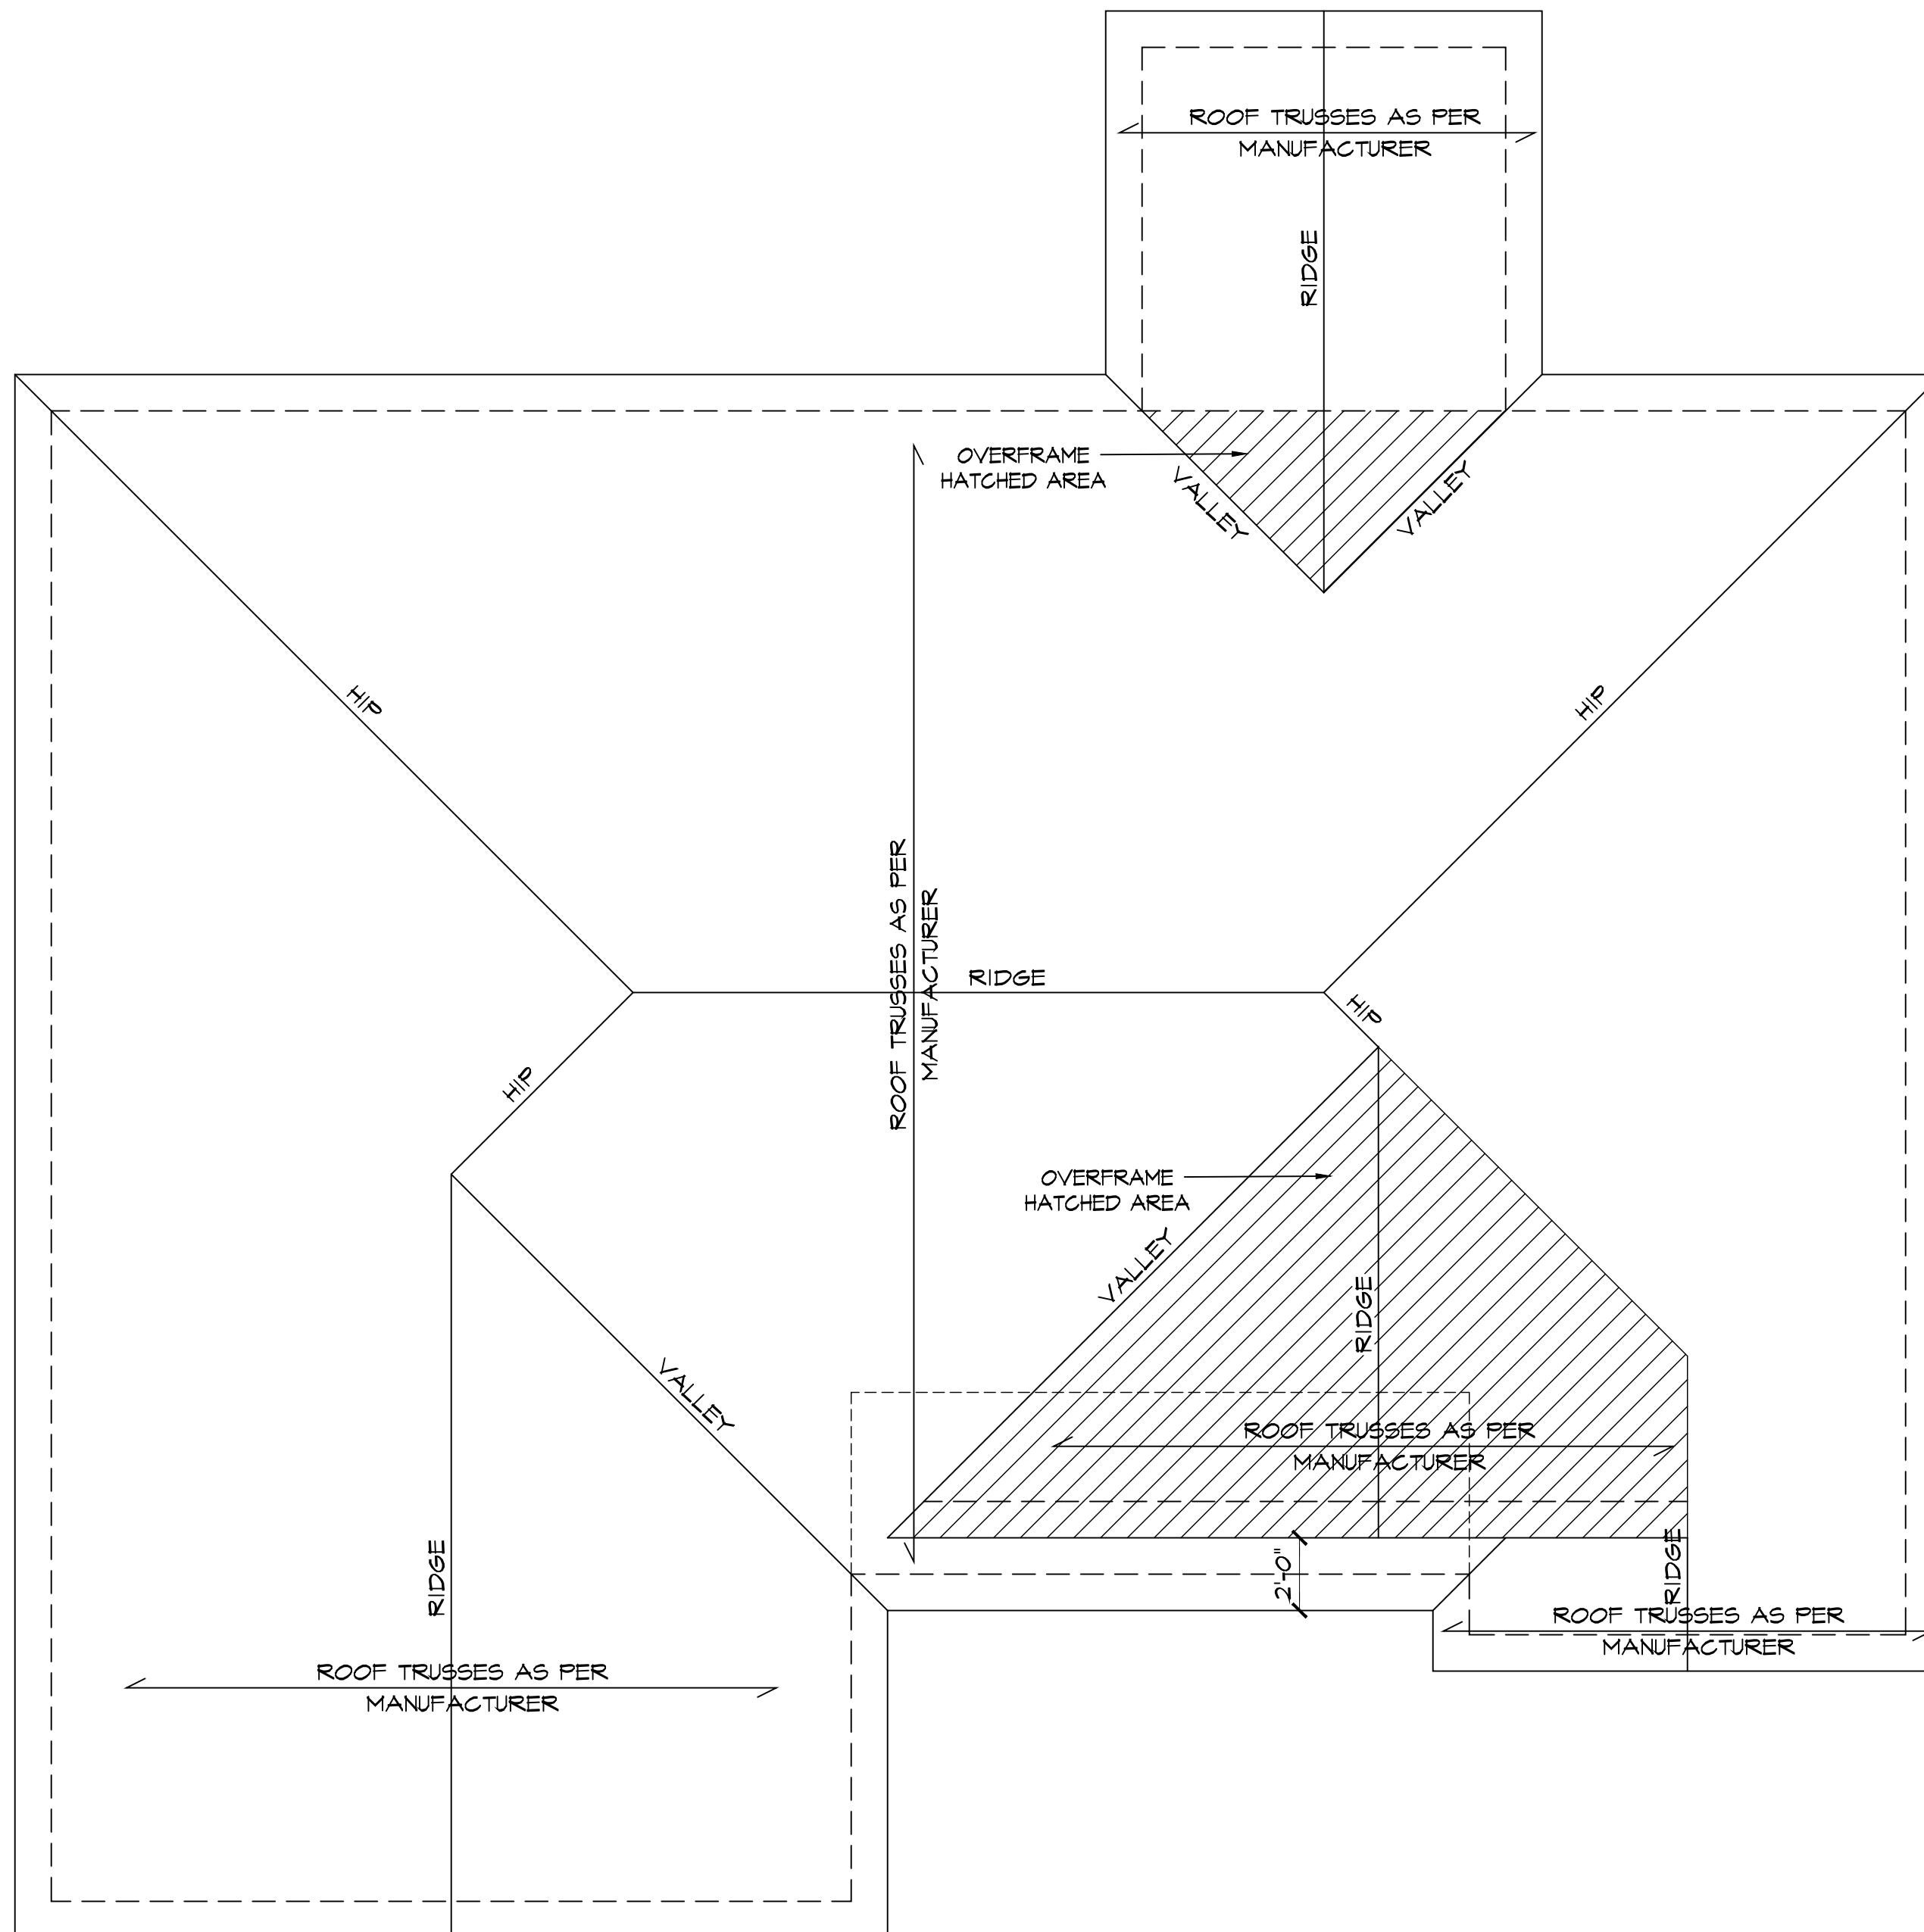 ROOF TRUSSES AS PER
MANUFACTURER
RIDGE
OVERFRAME
HATCHED AREA
VALLEY
VALLEY
HIP
HIP
ROOF TRUSSES AS PER
MANUFACTURER
RIDGE
HIP
HIP
OVERFRAME
HATCHED AREA
VALLEY
RIDGE
VALLEY
ROOF TRUSSES AS PER
MANUFACTURER
RIDGE
2'-0"
RIDGE
ROOF TRUSSES AS PER
MANUFACTURER
ROOF TRUSSES AS PER
MANUFACTURER